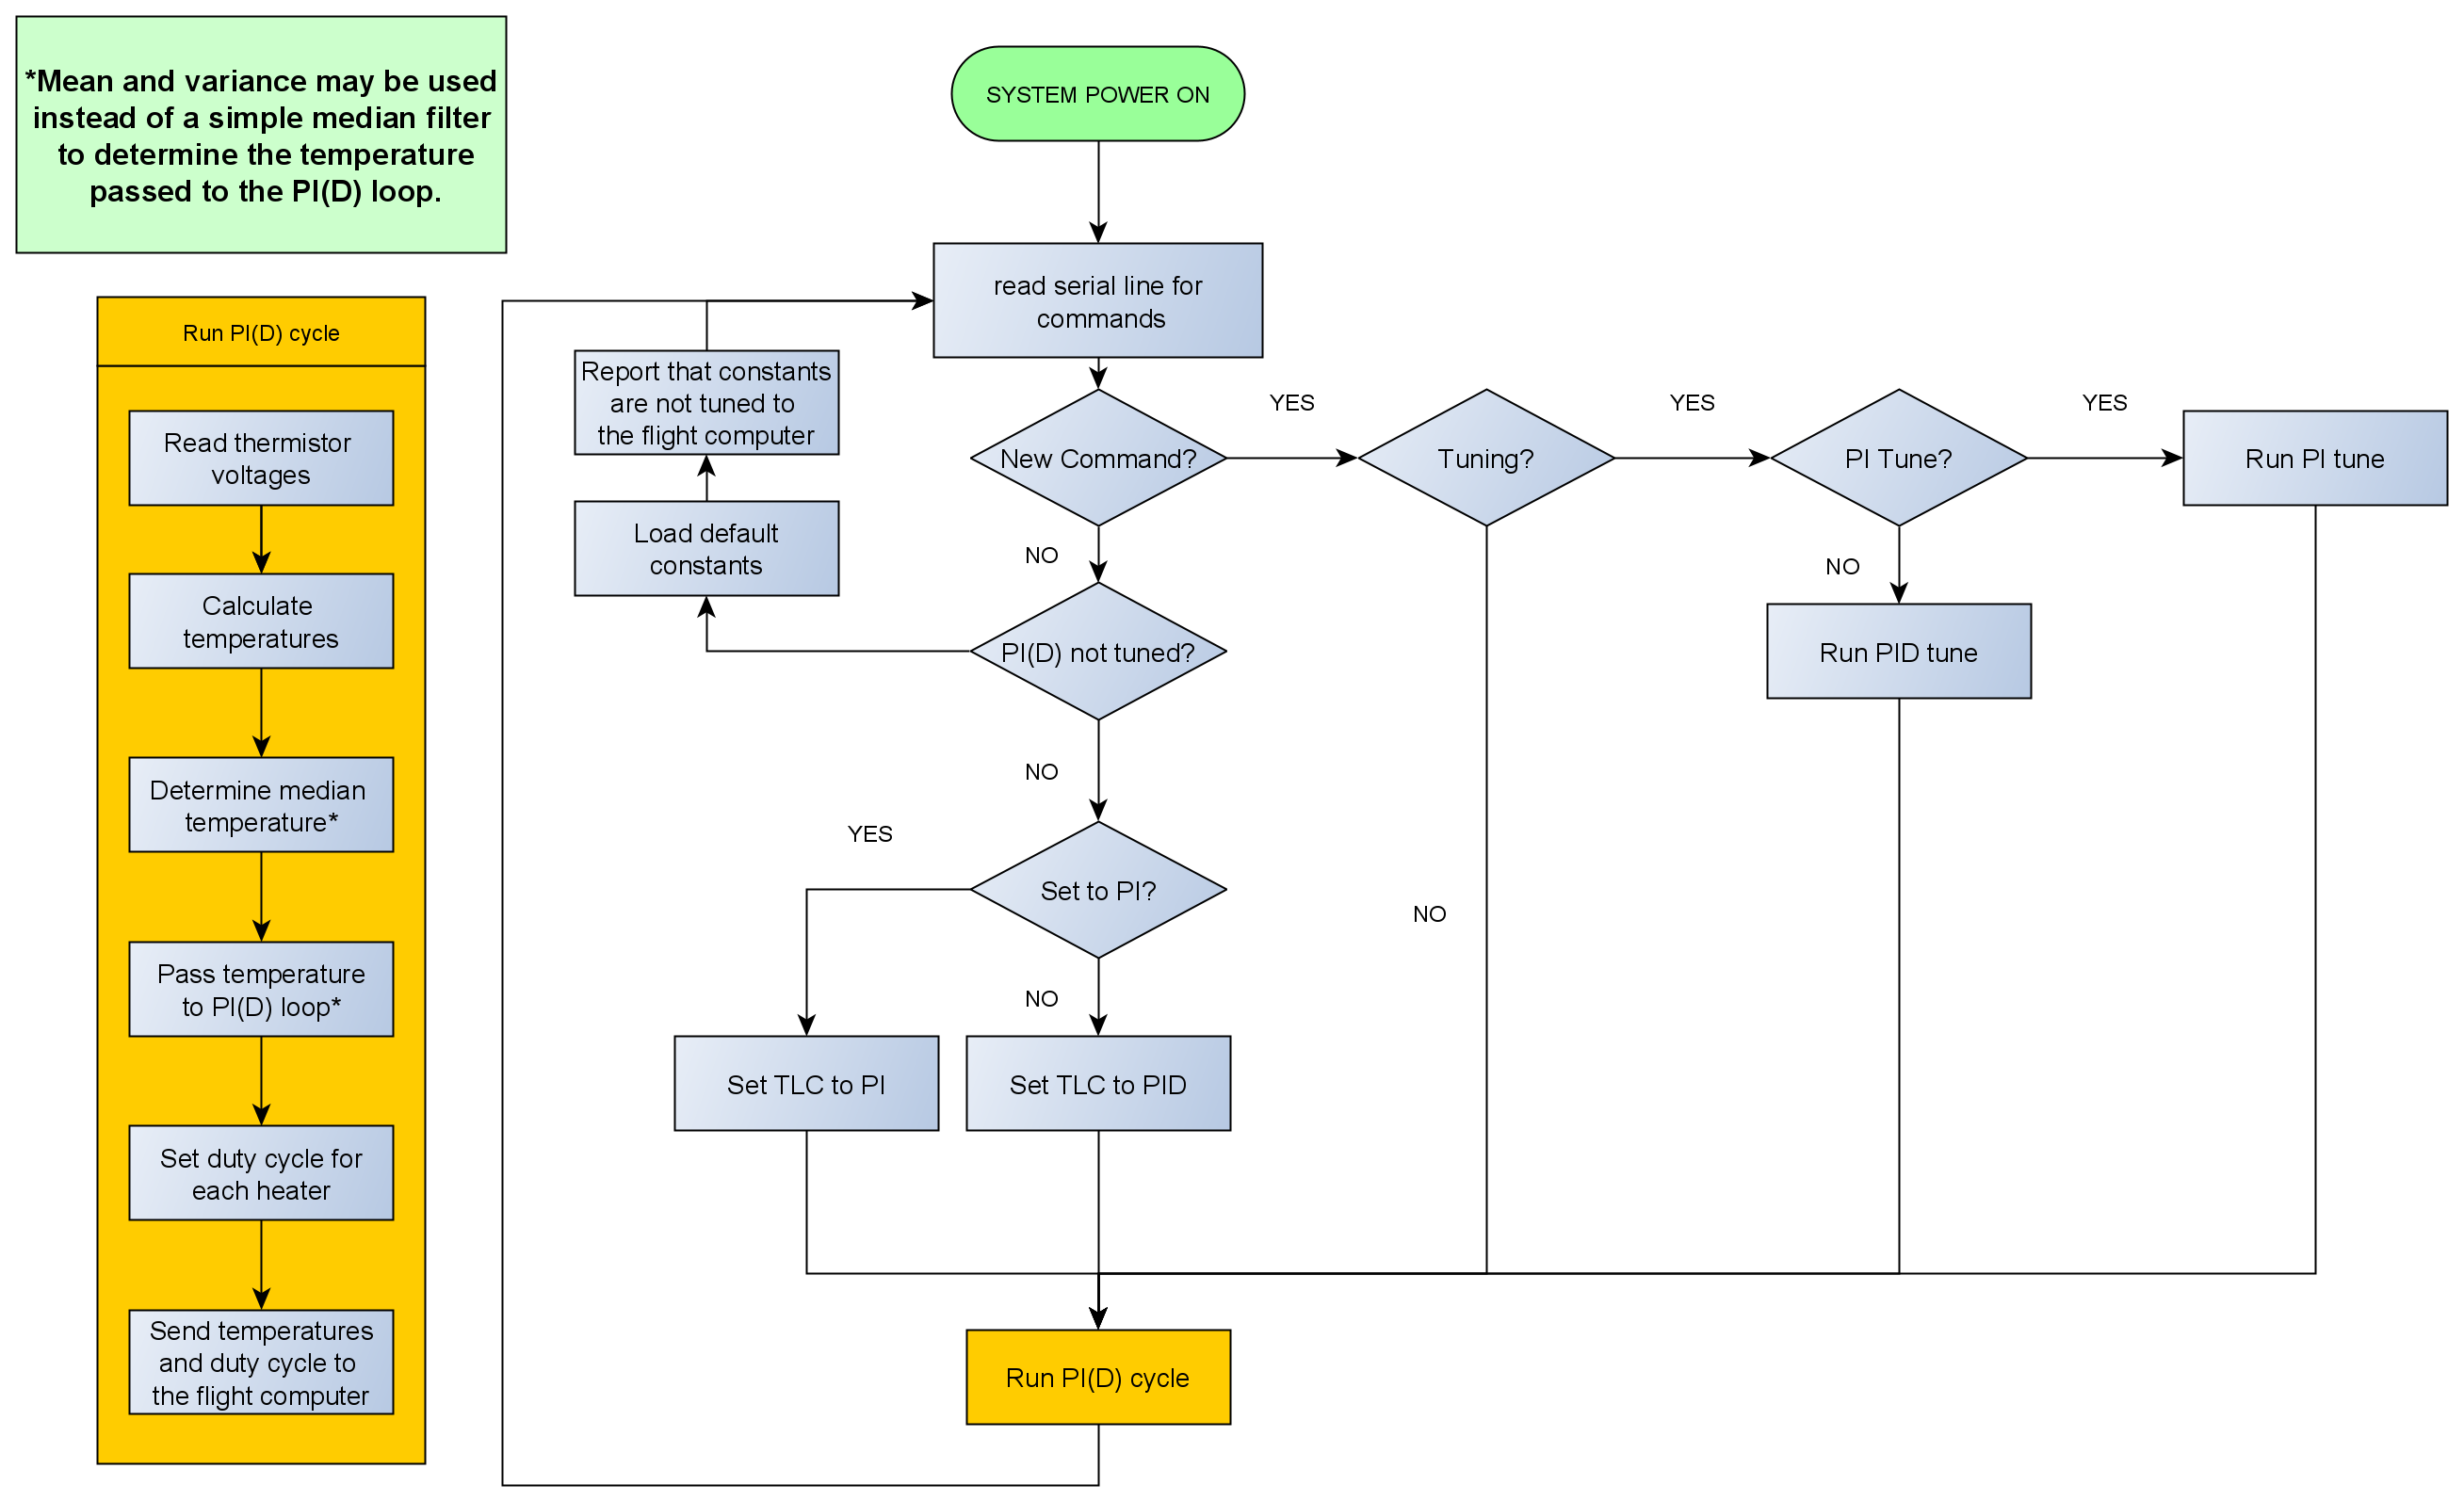 *Mean and variance may be used
instead of a simple median filter
to determine the temperature
passed to the PI(D) loop.
SYSTEM POWER ON
read serial line for
commands
Run PI(D) cycle
Read thermistor
voltages
Calculate
temperatures
Determine median
temperature*
Pass temperature
to PI(D) loop*
Set duty cycle for
each heater
Send temperatures
and duty cycle to
the flight computer
Report that constants
are not tuned to
the flight computer
Load default
constants
New Command?
YES
Tuning?
YES
PI Tune?
YES
Run PI tune
NO
NO
Run PID tune
PI(D) not tuned?
NO
YES
Set to PI?
NO
NO
Set TLC to PI
Set TLC to PID
Run PI(D) cycle